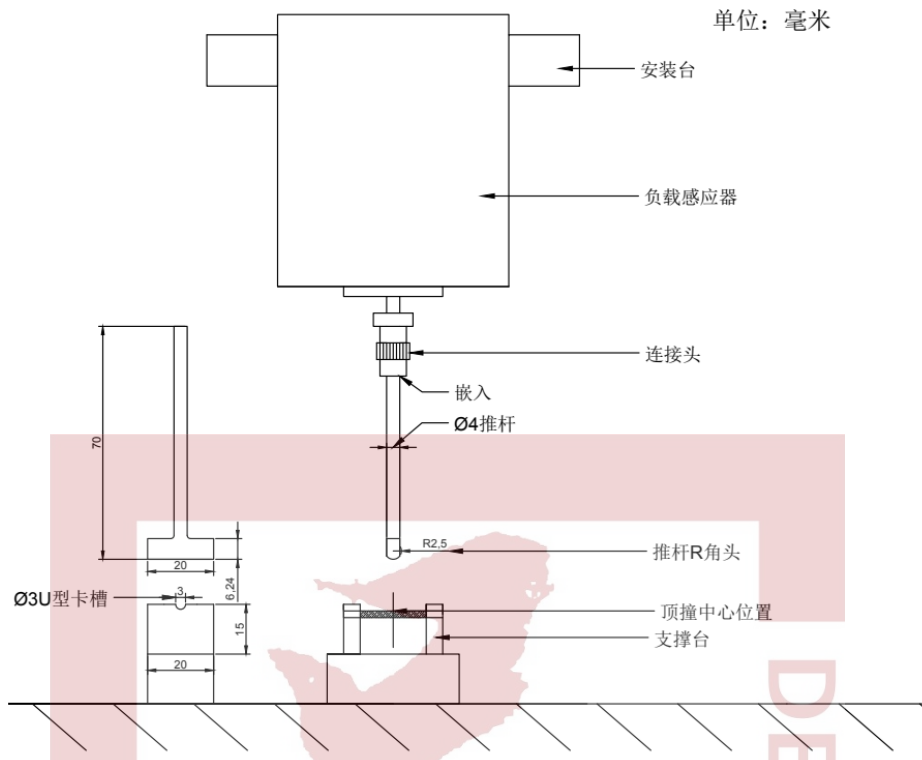 单位：毫米
安装台
负载感应器
连接头
嵌入
Ø4推杆
70
R2,5
推杆R角头
20
6,24
Ø3U型卡槽
3
顶撞中心位置
15
支撑台
20
DE